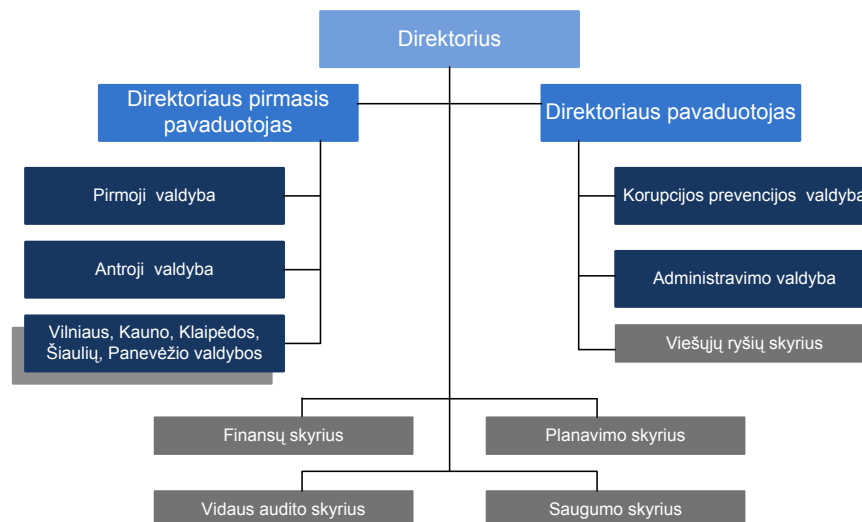 Direktorius
Direktoriaus pirmasis
pavaduotojas
Direktoriaus pavaduotojas
Pirmoji valdyba
Korupcijos prevencijos valdyba
Antroji valdyba
Administravimo valdyba
Vilniaus, Kauno, Klaipėdos,
Šiaulių, Panevėžio valdybos
Viešųjų ryšių skyrius
Finansų skyrius
Planavimo skyrius
Vidaus audito skyrius
Saugumo skyrius